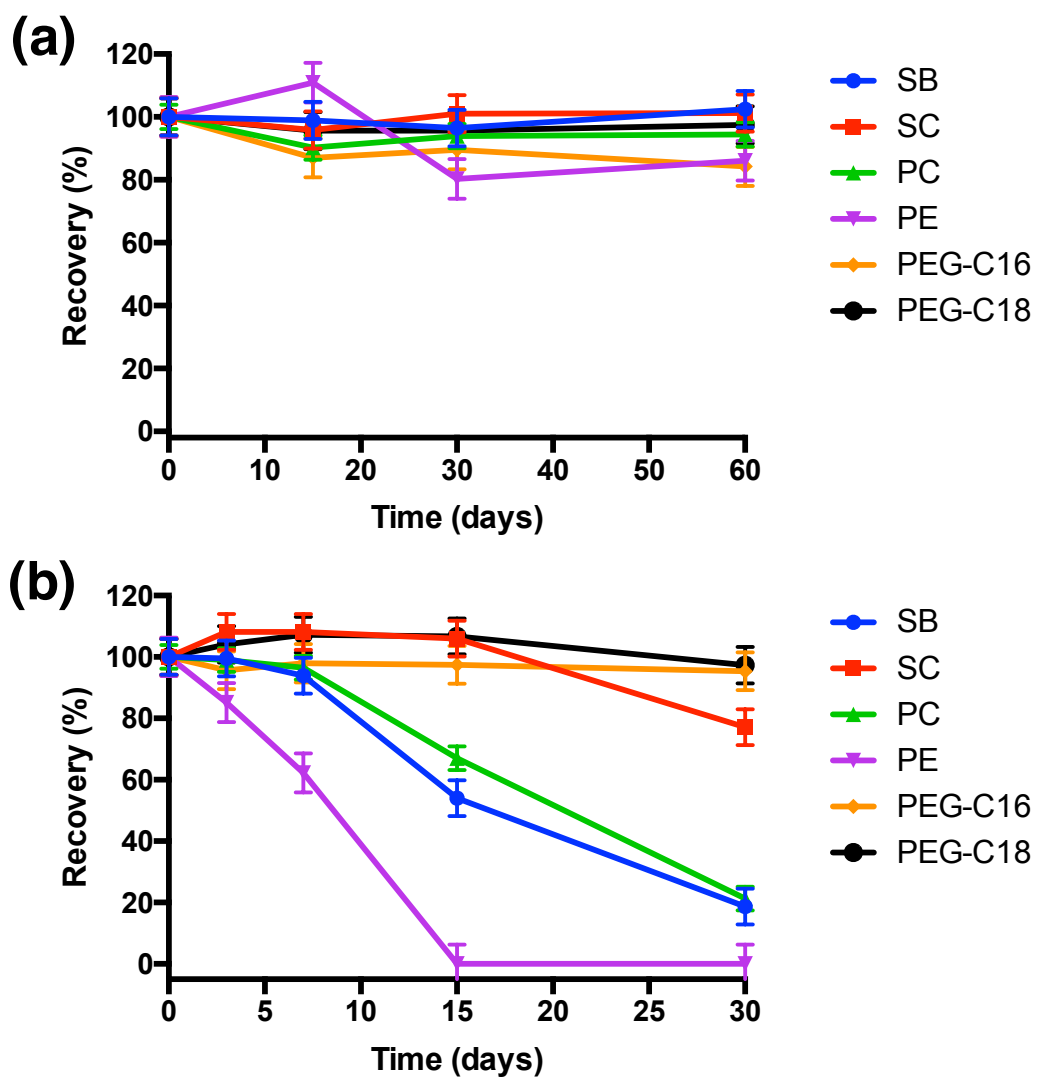 (a)
120
100
80
60
40
20
0
Recovery (%)
0 10 20 30 40 50 60
Time (days)
SB
SC
PC
PE
PEG-C16
PEG-C18
(b)
120
100
80
60
40
20
0
Recovery (%)
0 5 10 15 20 25 30
Time (days)
SB
SC
PC
PE
PEG-C16
PEG-C18